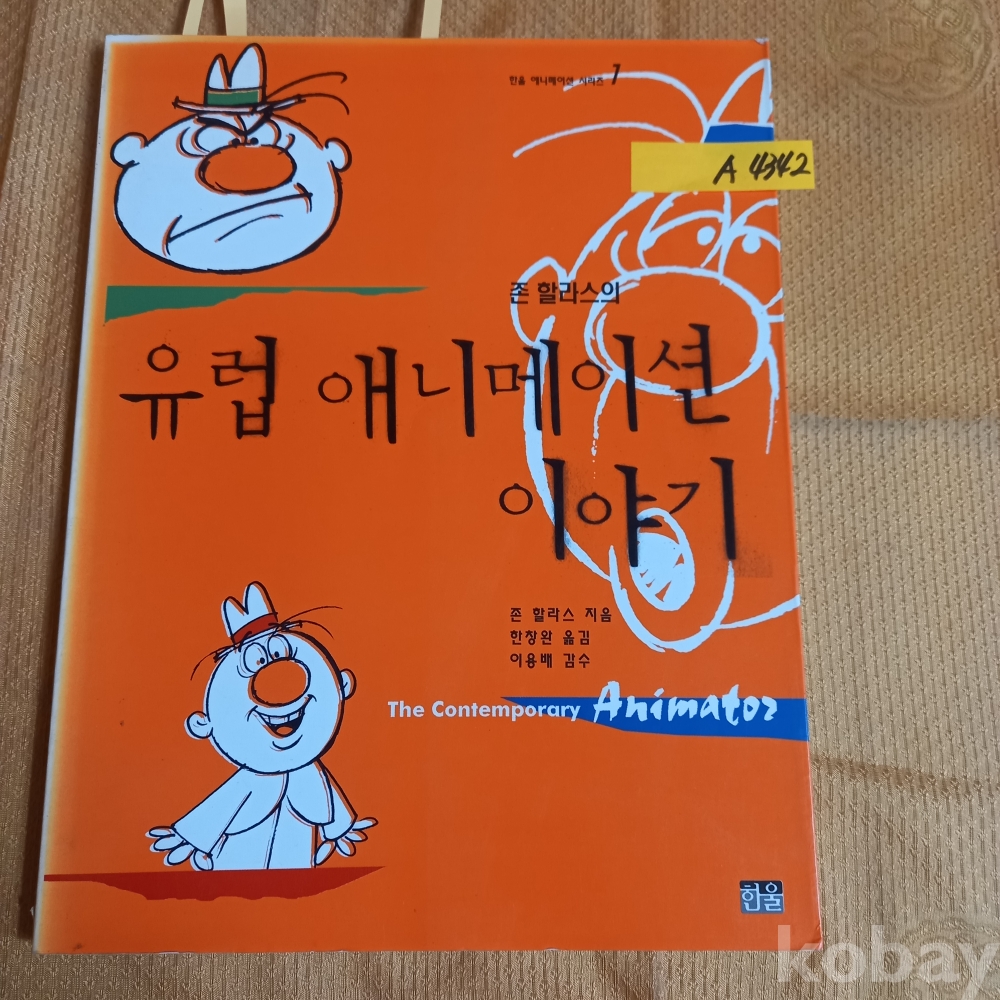 한울 애니메이션 시리즈 7
A 4342
존 할라스의
유럽 애니메이션
이야기
존 할라스 지음
한창완 옮김
이용배 감수
The Contemporary Animator
한울
kobay